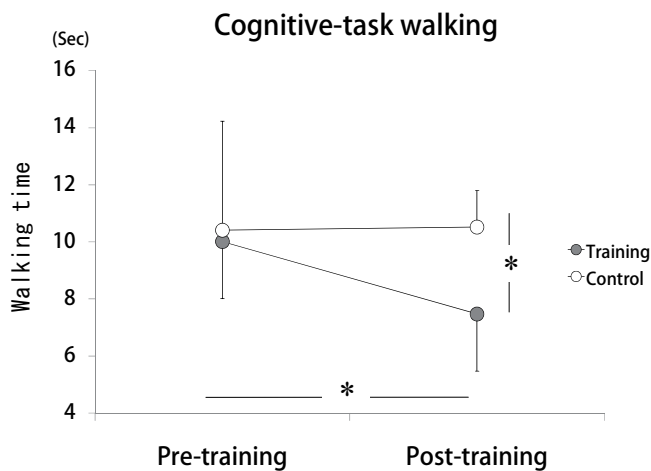 Cognitive-task walking
(Sec)
16
14
12
10
8
6
4
Walking time
*
Training
Control
*
Pre-training
Post-training